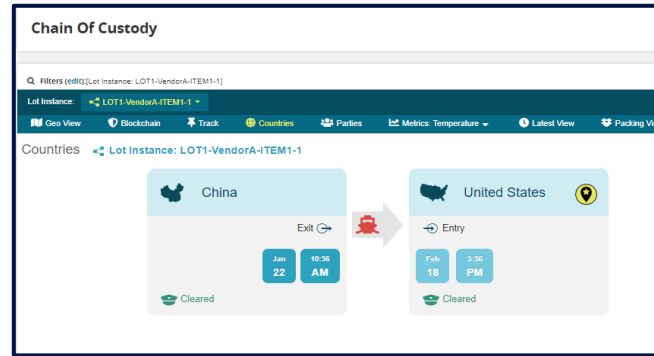 Chain Of Custody
Filters (edit):[Lot Instance: LOT1-VendorA-ITEM1-1]
Lot Instance: LOT1-VendorA-ITEM1-1
Geo View Blockchain Track Countries Parties Metrics: Temperature Latest View Packing Vi
Countries Lot Instance: LOT1-VendorA-ITEM1-1
China United States
Exit Entry
Jan 10:36 Feb 3:36
22 AM 18 PM
Cleared Cleared